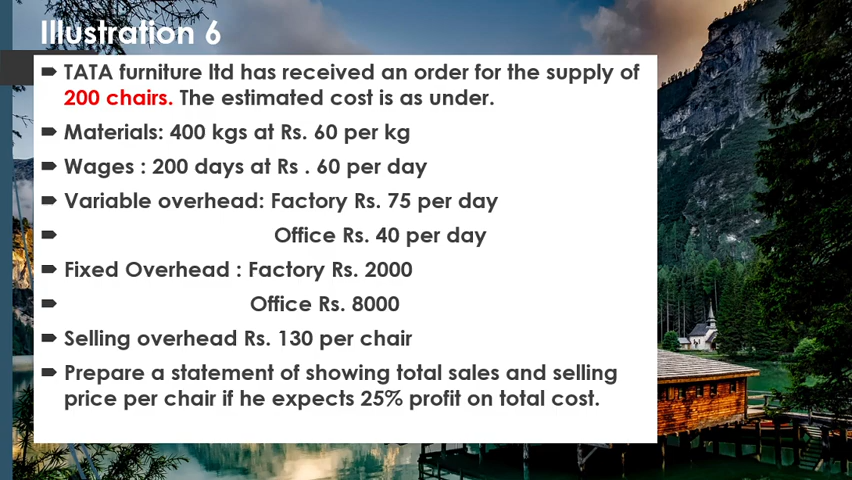 Illustration 6
TATA furniture ltd has received an order for the supply of
200 chairs. The estimated cost is as under.
Materials: 400 kgs at Rs. 60 per kg
Wages : 200 days at Rs . 60 per day
Variable overhead: Factory Rs. 75 per day
Office Rs. 40 per day
Fixed Overhead : Factory Rs. 2000
Office Rs. 8000
Selling overhead Rs. 130 per chair
Prepare a statement of showing total sales and selling
price per chair if he expects 25% profit on total cost.